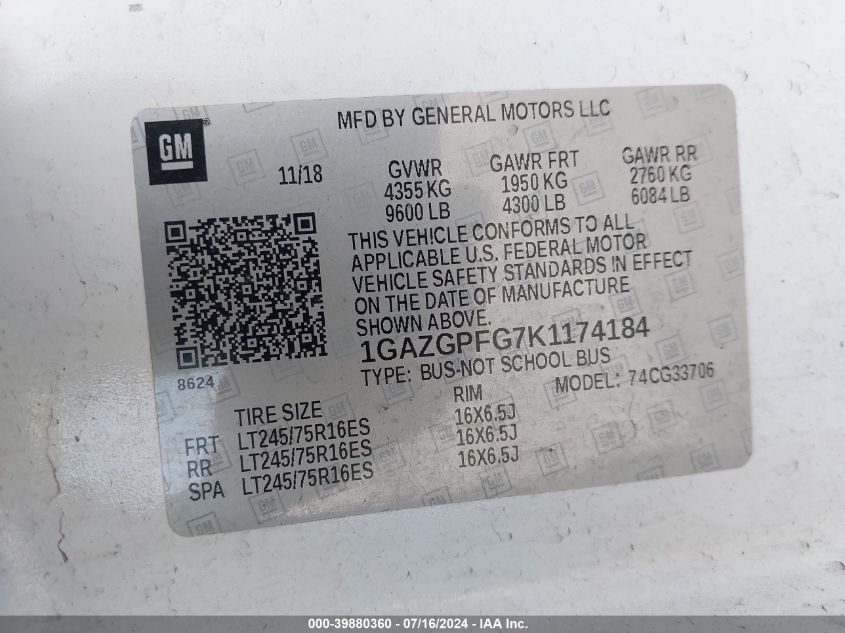 MFD BY GENERAL MOTORS LLC
GM®
11/18
GVWR GAWR FRT GAWR RR
4355 KG 1950 KG 2760 KG
9600 LB 4300 LB 6084 LB
THIS VEHICLE CONFORMS TO ALL
APPLICABLE U.S. FEDERAL MOTOR
VEHICLE SAFETY STANDARDS IN EFFECT
ON THE DATE OF MANUFACTURE
SHOWN ABOVE.
1GAZGPFG7K1174184
TYPE: BUS-NOT SCHOOL BUS
8624
MODEL: 74CG33706
TIRE SIZE RIM
FRT LT245/75R16ES 16X6.5J
RR LT245/75R16ES 16X6.5J
SPA LT245/75R16ES 16X6.5J
000-39880360 - 07/16/2024 - IAA Inc.